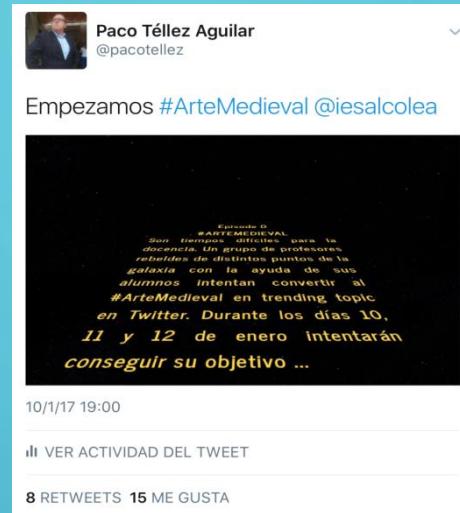 Paco Téllez Aguilar
@pacotellez
Empezamos #ArteMedieval @iesalcolea
Episodio 0
#ARTEMEDIEVAL
Son tiempos difíciles para la
docencia. Un grupo de profesores
rebeldes de distintos puntos de la
galaxia con la ayuda de sus
alumnos intentan convertir al
#ArteMedieval en trending topic
en Twitter. Durante los días 10,
11 y 12 de enero intentarán
conseguir su objetivo ...
10/1/17 19:00
VER ACTIVIDAD DEL TWEET
8 RETWEETS 15 ME GUSTA